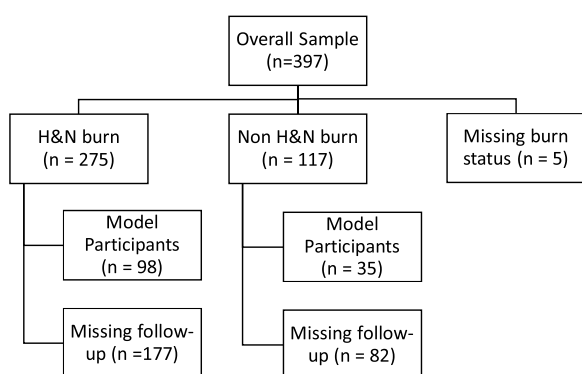 Overall Sample
(n=397)
H&N burn
(n = 275)
Non H&N burn
(n = 117)
Missing burn
status (n = 5)
Model
Participants
(n = 98)
Missing follow-
up (n =177)
Model
Participants
(n = 35)
Missing follow-
up (n = 82)